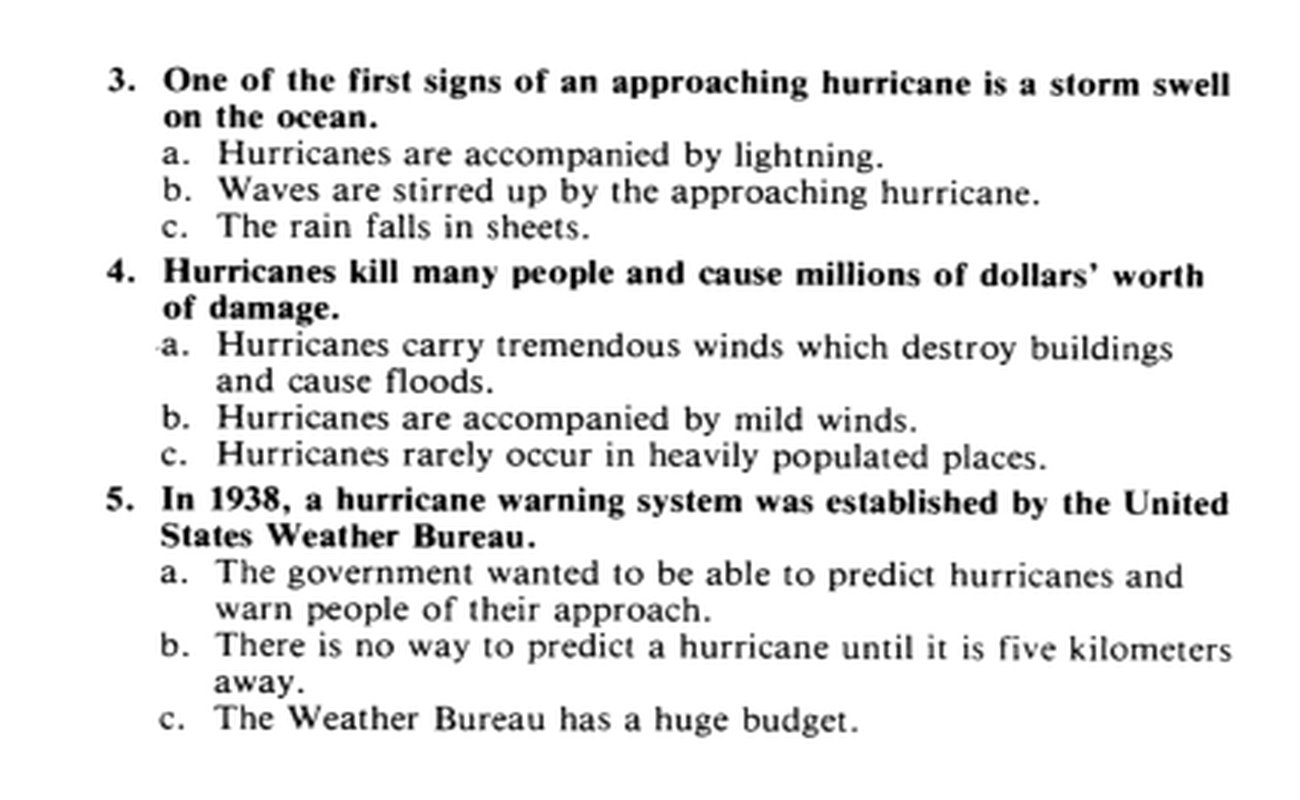 3. One of the first signs of an approaching hurricane is a storm swell
on the ocean.
a. Hurricanes are accompanied by lightning.
b. Waves are stirred up by the approaching hurricane.
c. The rain falls in sheets.
4. Hurricanes kill many people and cause millions of dollars’ worth
of damage.
a. Hurricanes carry tremendous winds which destroy buildings
and cause floods.
b. Hurricanes are accompanied by mild winds.
c. Hurricanes rarely occur in heavily populated places.
5. In 1938, a hurricane warning system was established by the United
States Weather Bureau.
a. The government wanted to be able to predict hurricanes and
warn people of their approach.
b. There is no way to predict a hurricane until it is five kilometers
away.
c. The Weather Bureau has a huge budget.